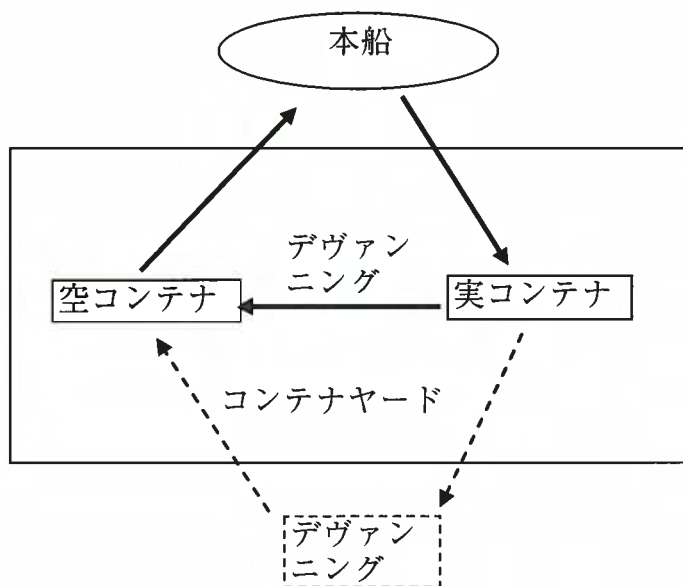 本船
デヴァン
ニング
空コンテナ
実コンテナ
コンテナヤード
デヴァン
ニング